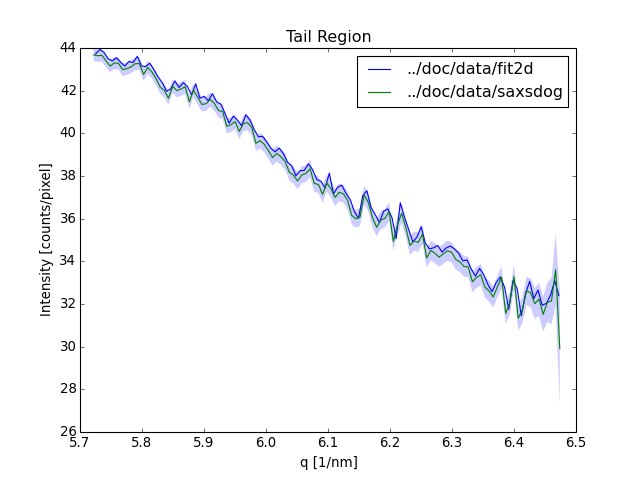 Tail Region
../doc/data/fit2d
../doc/data/saxsdog
Intensity [counts/pixel]
44
42
40
38
36
34
32
30
28
26
5.7 5.8 5.9 6.0 6.1 6.2 6.3 6.4 6.5
q [1/nm]